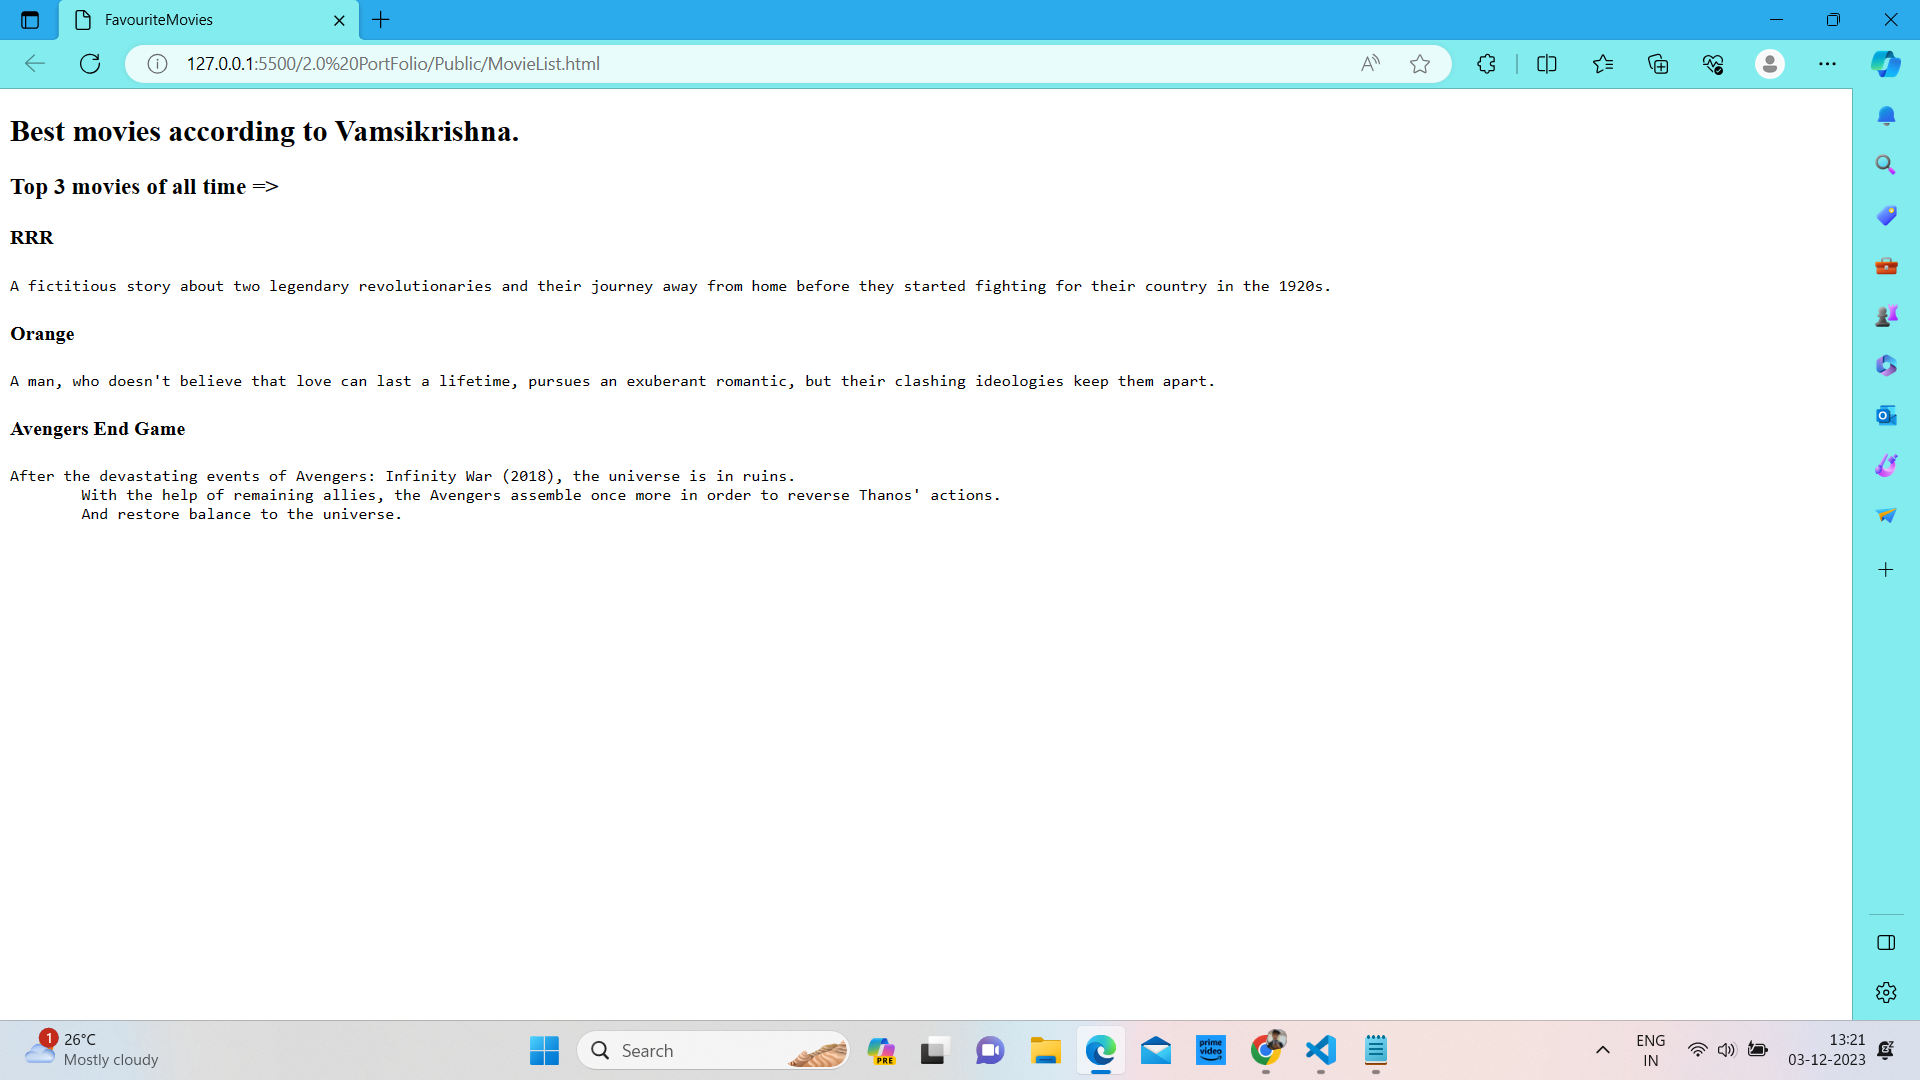 FavouriteMovies
127.0.0.1:5500/2.0%20PortFolio/Public/MovieList.html
Best movies according to Vamsikrishna.
Top 3 movies of all time =>
RRR
A fictitious story about two legendary revolutionaries and their journey away from home before they started fighting for their country in the 1920s.
Orange
A man, who doesn't believe that love can last a lifetime, pursues an exuberant romantic, but their clashing ideologies keep them apart.
Avengers End Game
After the devastating events of Avengers: Infinity War (2018), the universe is in ruins.
With the help of remaining allies, the Avengers assemble once more in order to reverse Thanos' actions.
And restore balance to the universe.
1
26°C
Mostly cloudy
Search
PRE
prime video
ENG
IN
13:21
03-12-2023